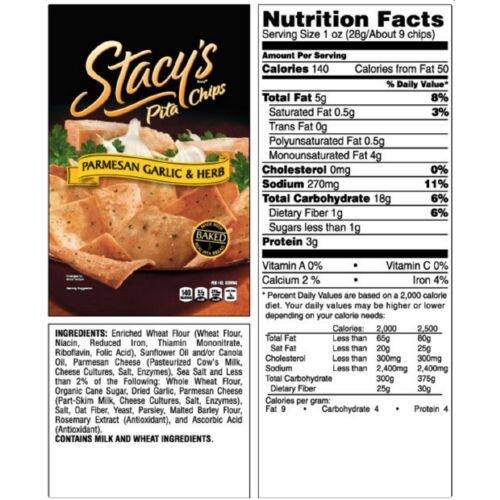 Stacy's
Pita Chips
PARMESAN GARLIC & HERB
BAKED
PER 1 OZ. SERVING
140
INGREDIENTS: Enriched Wheat Flour (Wheat Flour,
Niacin, Reduced Iron, Thiamin Mononitrate,
Riboflavin, Folic Acid), Sunflower Oil and/or Canola
Oil, Parmesan Cheese (Pasteurized Cow's Milk,
Cheese Cultures, Salt, Enzymes), Sea Salt and Less
than 2% of the Following: Whole Wheat Flour,
Organic Cane Sugar, Dried Garlic, Parmesan Cheese
(Part-Skim Milk, Cheese Cultures, Salt, Enzymes),
Salt, Oat Fiber, Yeast, Parsley, Malted Barley Flour,
Rosemary Extract (Antioxidant), and Ascorbic Acid
(Antioxidant).
CONTAINS MILK AND WHEAT INGREDIENTS.
Nutrition Facts
Serving Size 1 oz (28g/About 9 chips)
Amount Per Serving
Calories 140 Calories from Fat 50
% Daily Value*
Total Fat 5g 8%
Saturated Fat 0.5g 3%
Trans Fat 0g
Polyunsaturated Fat 0.5g
Monounsaturated Fat 4g
Cholesterol 0mg 0%
Sodium 270mg 11%
Total Carbohydrate 18g 6%
Dietary Fiber 1g 6%
Sugars less than 1g
Protein 3g
Vitamin A 0% • Vitamin C 0%
Calcium 2 % • Iron 4%
* Percent Daily Values are based on a 2,000 calorie
diet. Your daily values may be higher or lower
depending on your calorie needs:
Calories: 2,000 2,500
Total Fat Less than 65g 80g
Sat Fat Less than 20g 25g
Cholesterol Less than 300mg 300mg
Sodium Less than 2,400mg 2,400mg
Total Carbohydrate 300g 375g
Dietary Fiber 25g 30g
Calories per gram:
Fat 9 • Carbohydrate 4 • Protein 4